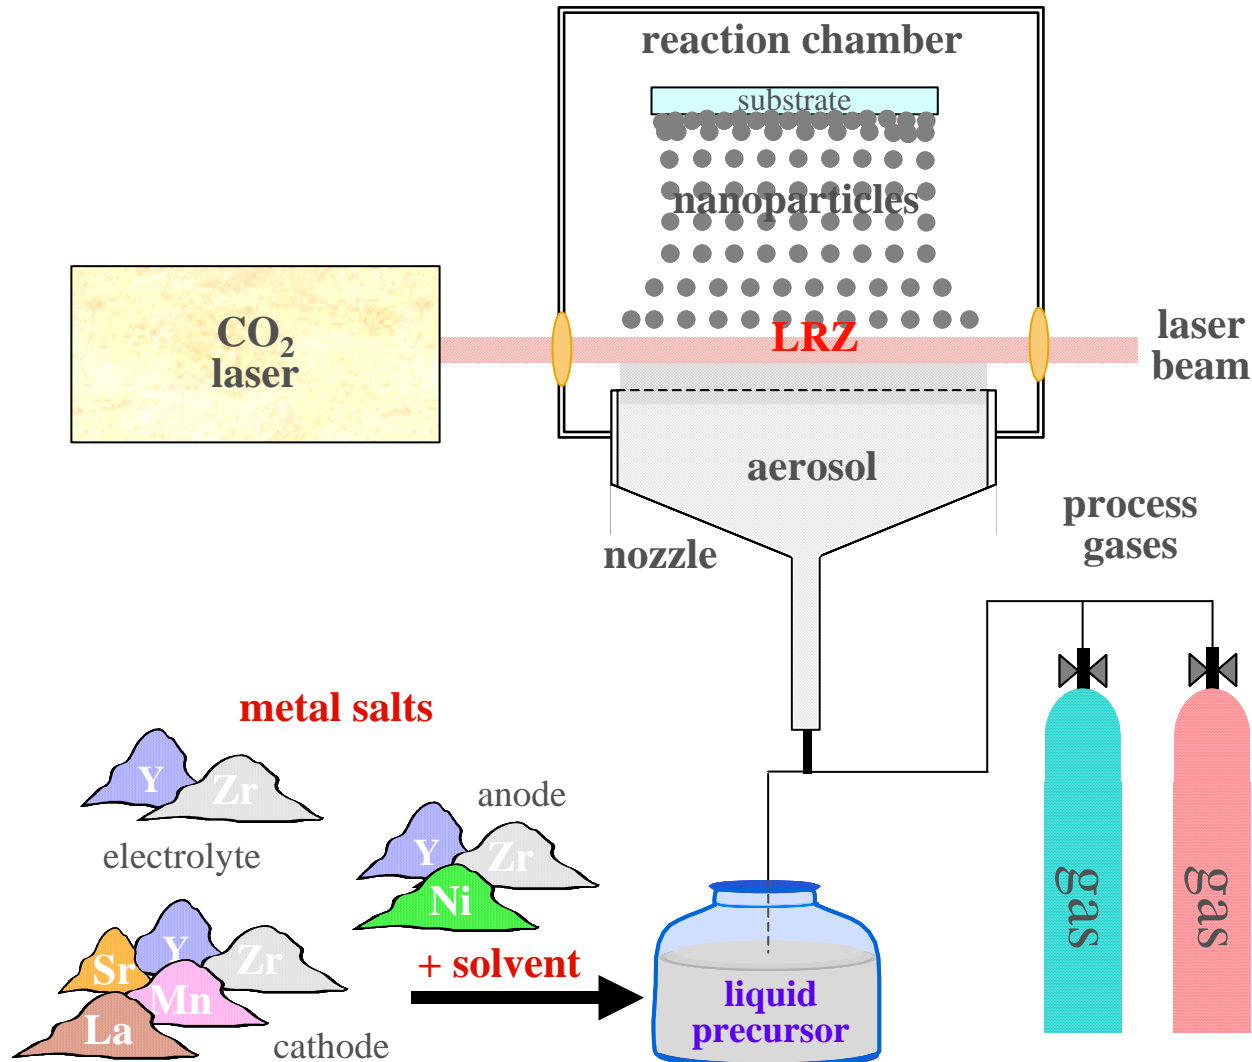 reaction chamber
substrate
nanoparticles
CO₂
laser
LRZ
laser
beam
aerosol
nozzle
process
gases
metal salts
Y
Zr
electrolyte
anode
Y
Zr
Ni
Sr
Y
Zr
Mn
La
cathode
+ solvent
liquid
precursor
gas
gas